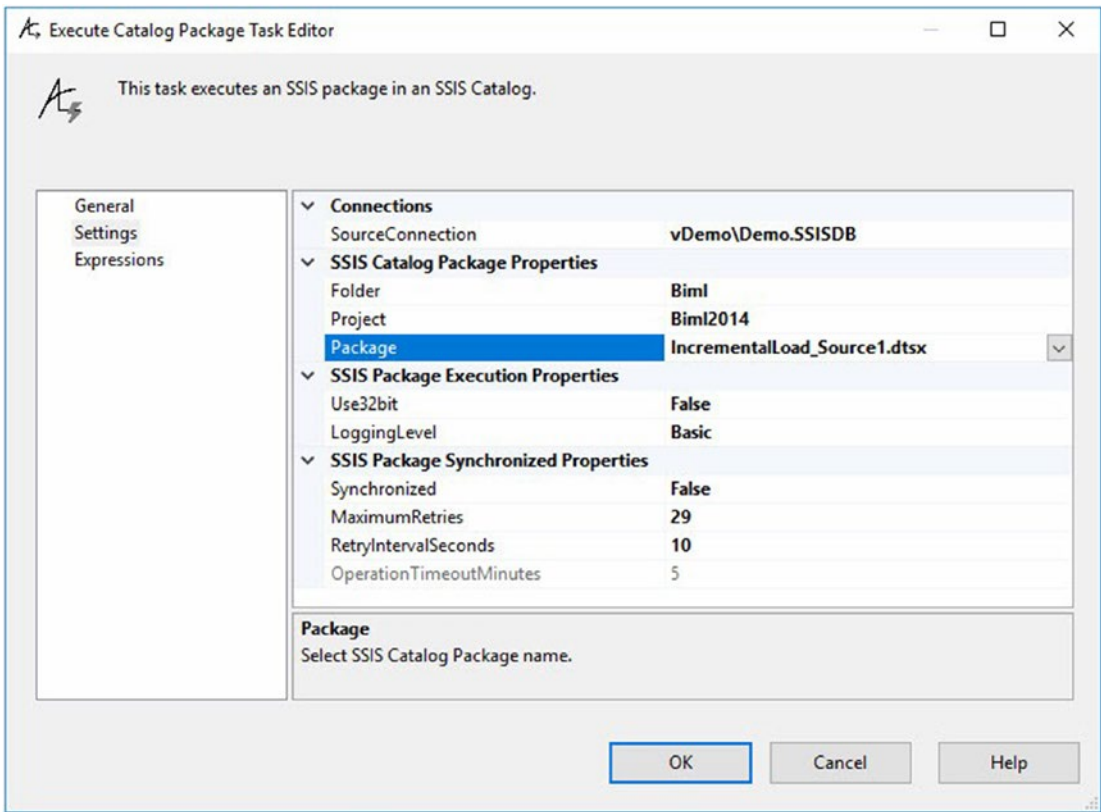 Execute Catalog Package Task Editor
This task executes an SSIS package in an SSIS Catalog.
General
Settings
Expressions
Connections
SourceConnection vDemo\Demo.SSISDB
SSIS Catalog Package Properties
Folder Biml
Project Biml2014
Package IncrementalLoad_Source1.dtsx
SSIS Package Execution Properties
Use32bit False
LoggingLevel Basic
SSIS Package Synchronized Properties
Synchronized False
MaximumRetries 29
RetryIntervalSeconds 10
OperationTimeoutMinutes 5
Package
Select SSIS Catalog Package name.
OK Cancel Help